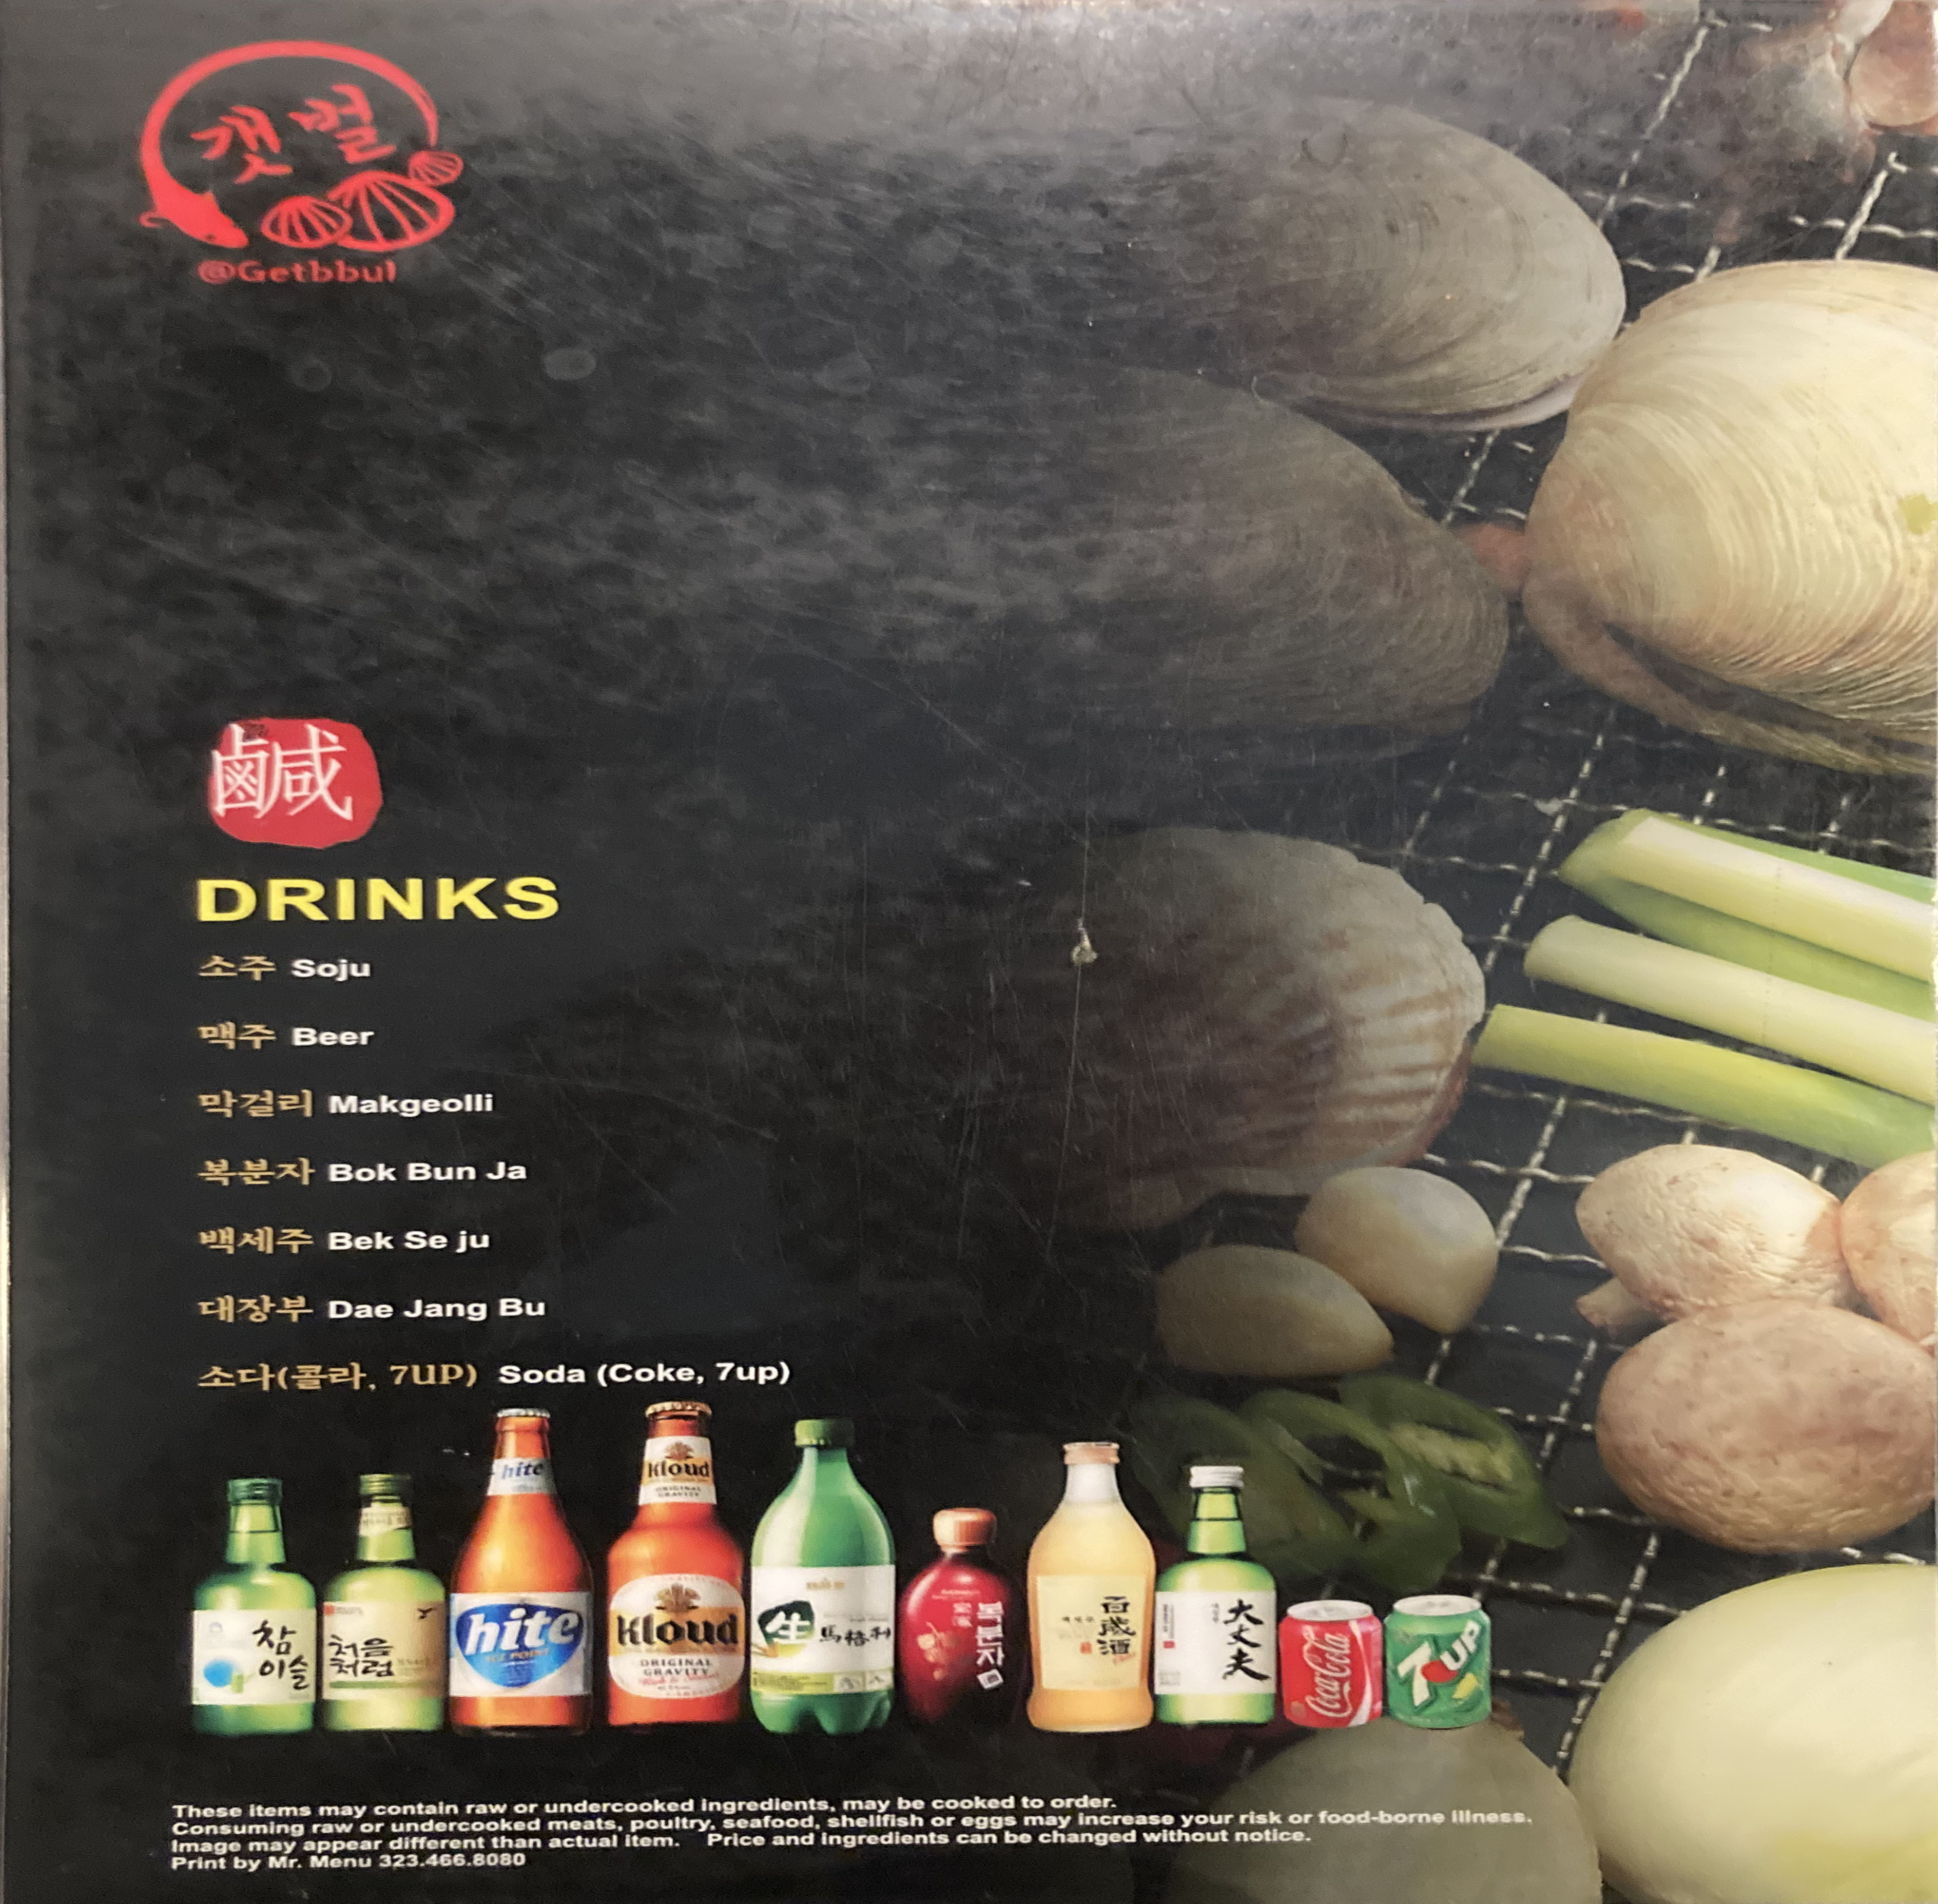 갯벌
@Getbbul
鹹
DRINKS
소주 Soju
맥주 Beer
막걸리 Makgeolli
복분자 Bok Bun Ja
백세주 Bek Se ju
대장부 Dae Jang Bu
소다(콜라, 7UP) Soda (Coke, 7up)
hite
Kloud
ORIGINAL
GRAVITY
참
이슬
처음
처럼
hite
Kloud
ORIGINAL
GRAVITY
生
복분자
百歲酒
大丈夫
Coca-Cola
7UP
These items may contain raw or undercooked ingredients, may be cooked to order.
Consuming raw or undercooked meats, poultry, seafood, shellfish or eggs may increase your risk or food-borne illness.
Image may appear different than actual item. Price and ingredients can be changed without notice.
Print by Mr. Menu 323.466.8080